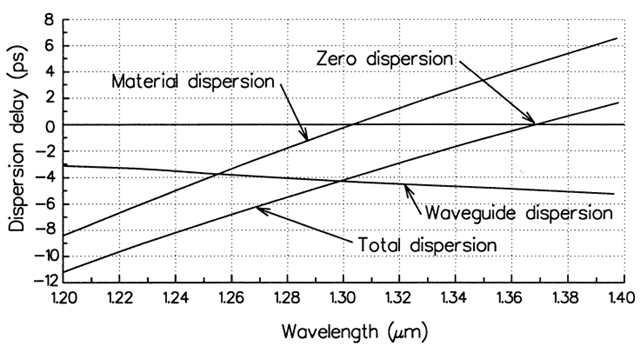 8
6
4
2
0
−2
−4
−6
−8
−10
−12
Dispersion delay (ps)
Zero dispersion
Material dispersion
Waveguide dispersion
Total dispersion
1.20 1.22 1.24 1.26 1.28 1.30 1.32 1.34 1.36 1.38 1.40
Wavelength (μm)